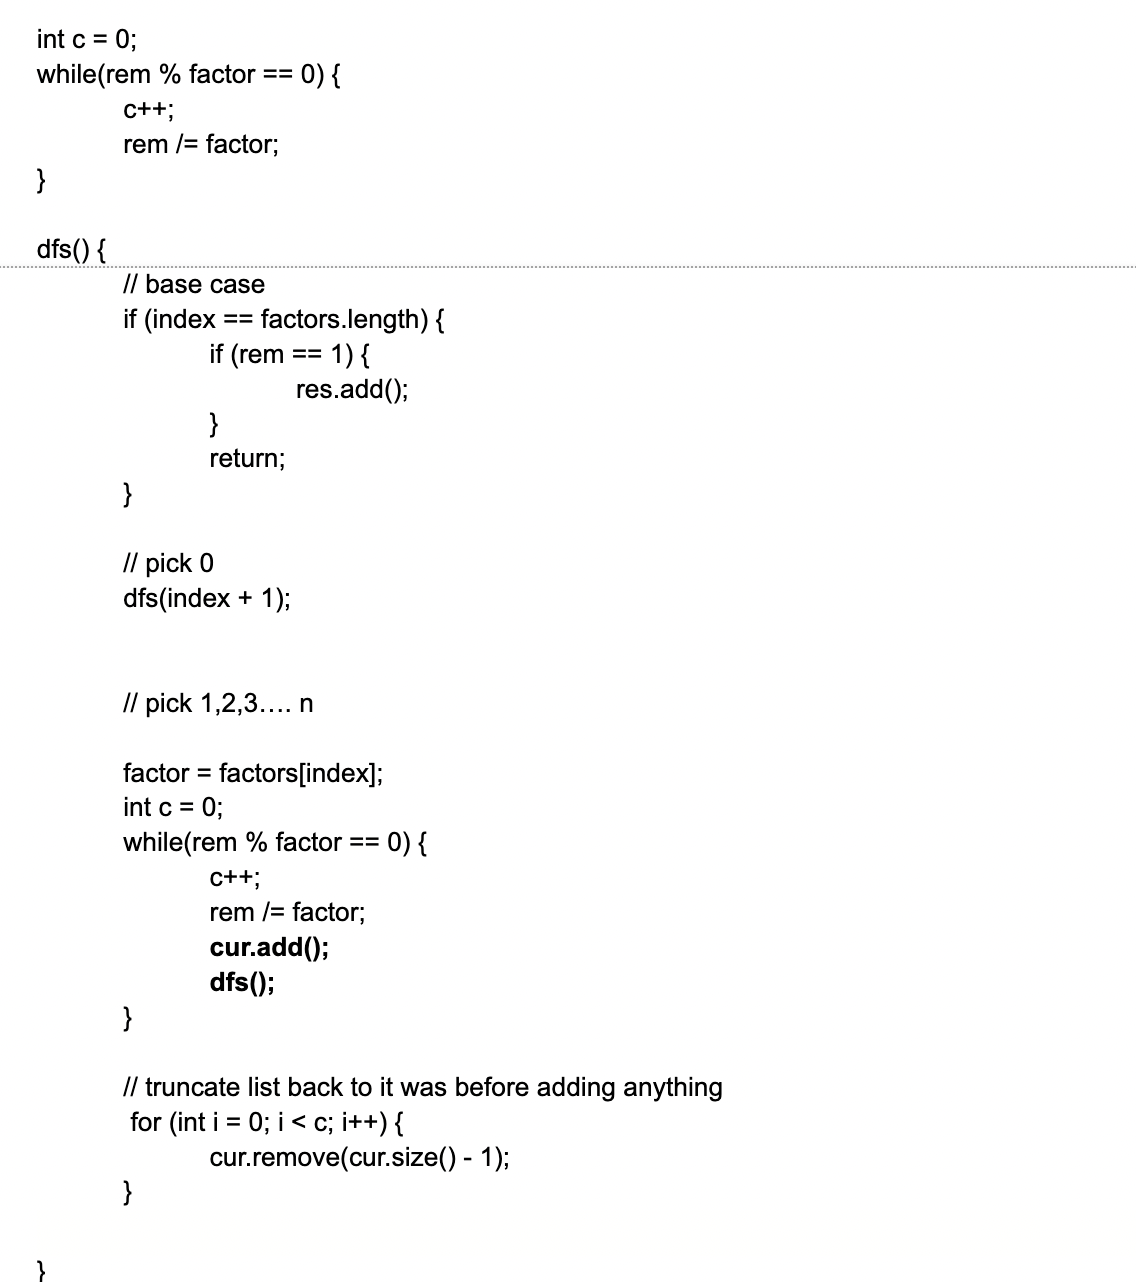 int c = 0;
while(rem % factor == 0) {
c++;
rem /= factor;
}
dfs() {
// base case
if (index == factors.length) {
if (rem == 1) {
res.add();
}
return;
}
// pick 0
dfs(index + 1);
// pick 1,2,3…. n
factor = factors[index];
int c = 0;
while(rem % factor == 0) {
c++;
rem /= factor;
cur.add();
dfs();
}
// truncate list back to it was before adding anything
for (int i = 0; i < c; i++) {
cur.remove(cur.size() - 1);
}
}